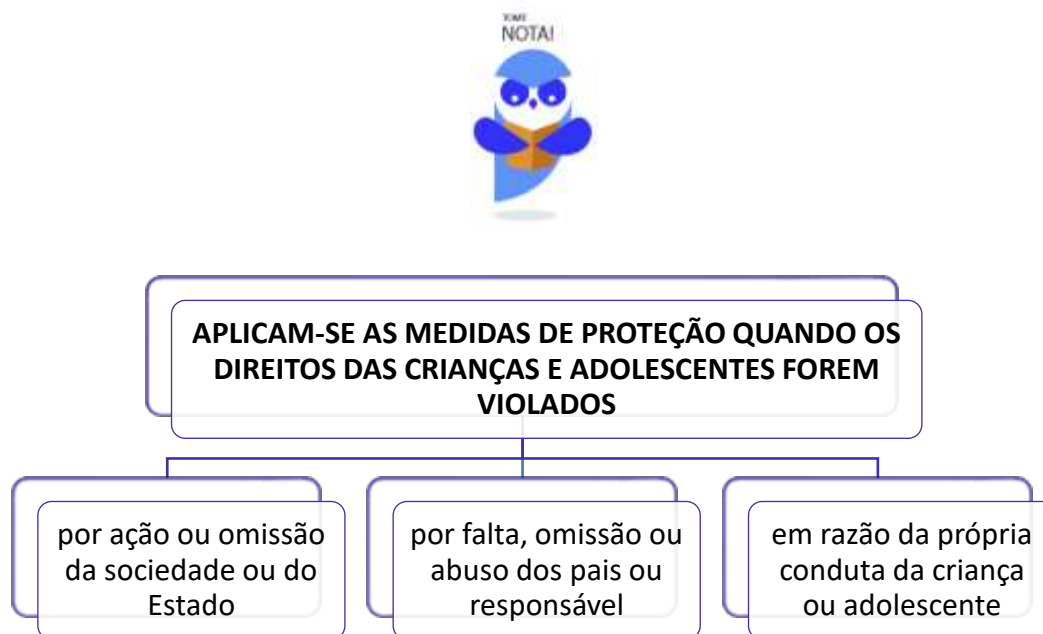 TOME
NOTA!
APLICAM-SE AS MEDIDAS DE PROTEÇÃO QUANDO OS
DIREITOS DAS CRIANÇAS E ADOLESCENTES FOREM
VIOLADOS
por ação ou omissão
da sociedade ou do
Estado
por falta, omissão ou
abuso dos pais ou
responsável
em razão da própria
conduta da criança
ou adolescente